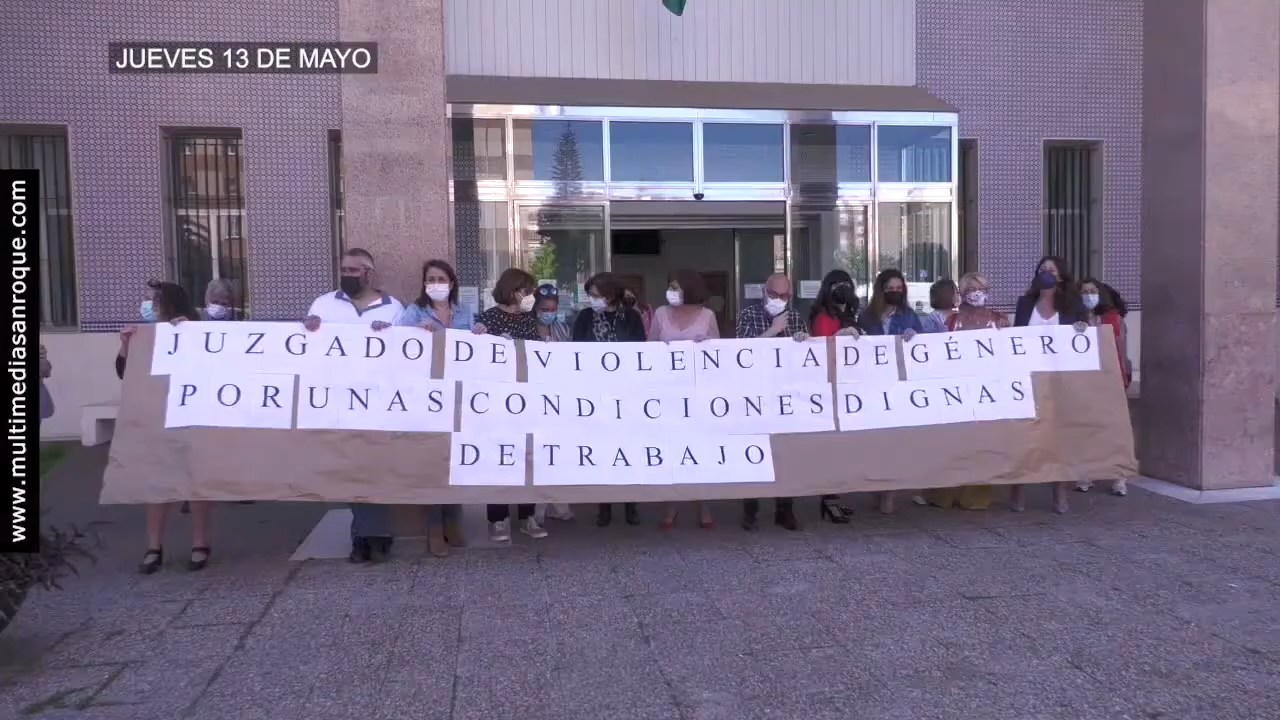 JUEVES 13 DE MAYO
www.multimediasanroque.com
JUZGADO DE VIOLENCIA DE GÉNERO
POR UNAS CONDICIONES DIGNAS
DE TRABAJO